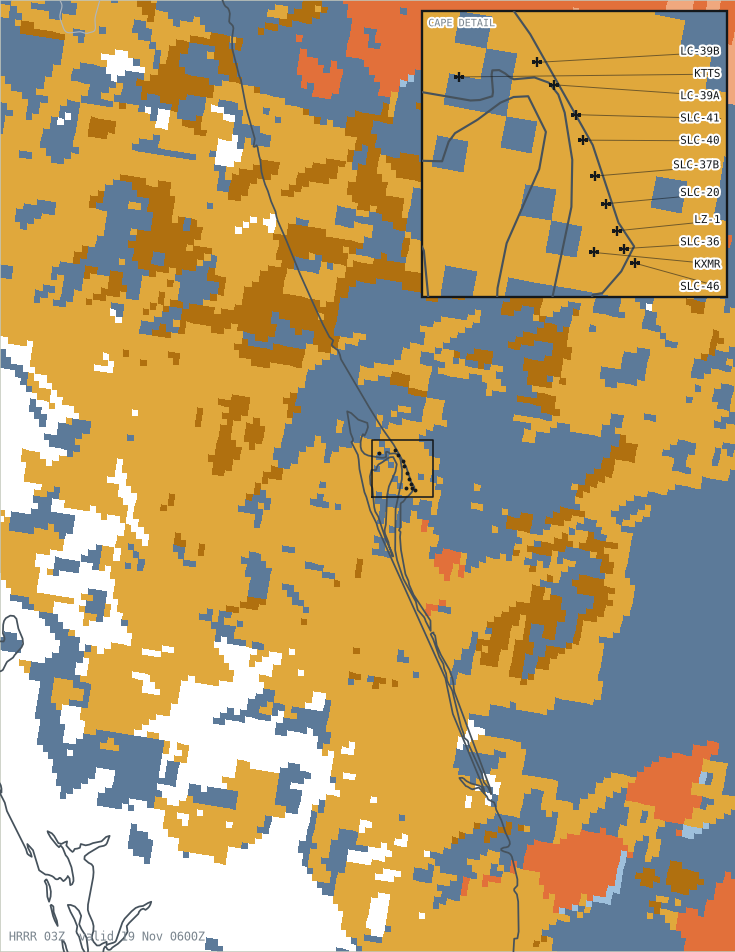 CAPE DETAIL
LC-39B
KTTS
LC-39A
SLC-41
SLC-40
SLC-37B
SLC-20
LZ-1
SLC-36
KXMR
SLC-46
HRRR 03Z  valid 19 Nov 0600Z